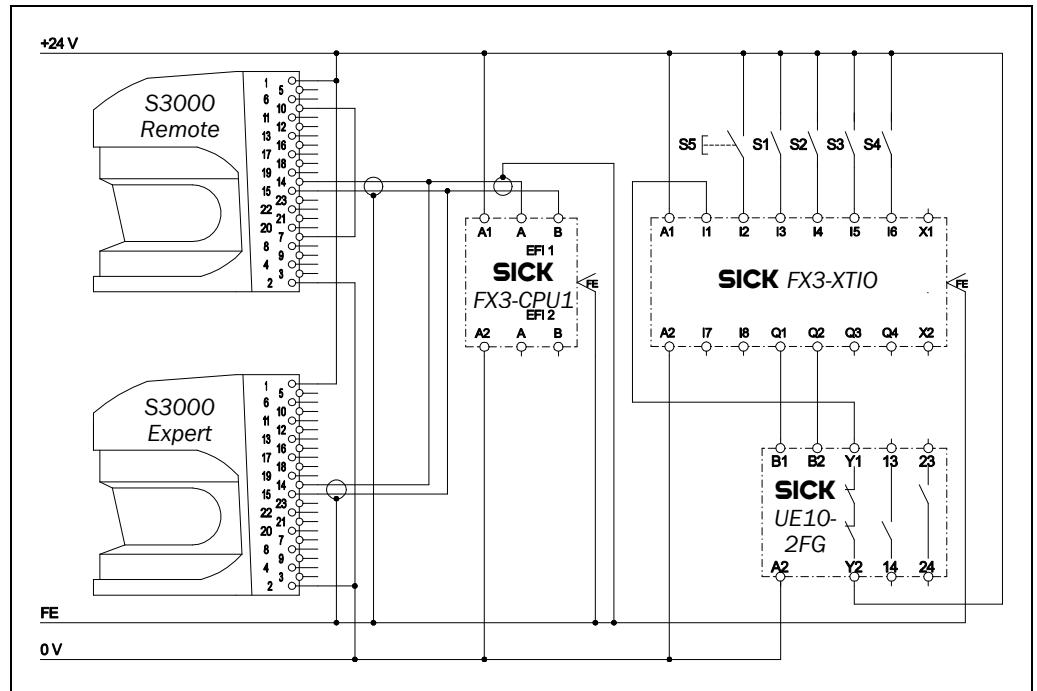 +24 V
S3000
Remote
1
5
6
10
11
12
13
16
17
18
19
14
15
23
22
21
20
7
8
9
4
3
2
S5
S1
S2
S3
S4
A1
A
B
EFI 1
SICK
FX3-CPU1
EFI 2
A2
A
B
FE
A1
I1
I2
I3
I4
I5
I6
X1
SICK FX3-XTIO
FE
A2
I7
I8
Q1
Q2
Q3
Q4
X2
S3000
Expert
1
5
6
10
11
12
13
16
17
18
19
14
15
23
22
21
20
7
8
9
4
3
2
B1
B2
Y1
13
23
SICK
UE10-
2FG
A2
Y2
14
24
FE
0 V